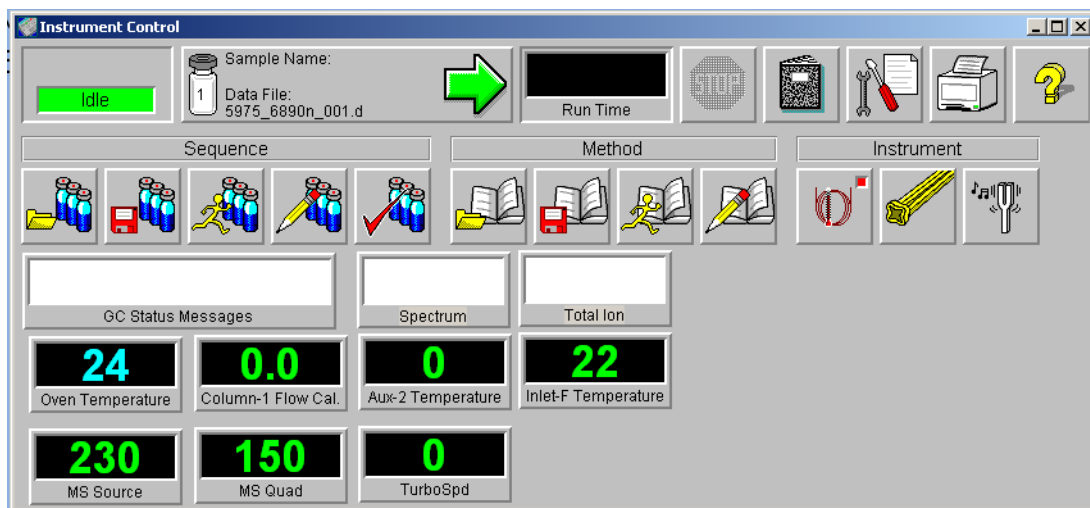 Instrument Control
Idle
1
Sample Name:
Data File:
5975_6890n_001.d
Run Time
STOP
Sequence
Method
Instrument
GC Status Messages
Spectrum
Total Ion
24
Oven Temperature
0.0
Column-1 Flow Cal.
0
Aux-2 Temperature
22
Inlet-F Temperature
230
MS Source
150
MS Quad
0
TurboSpd